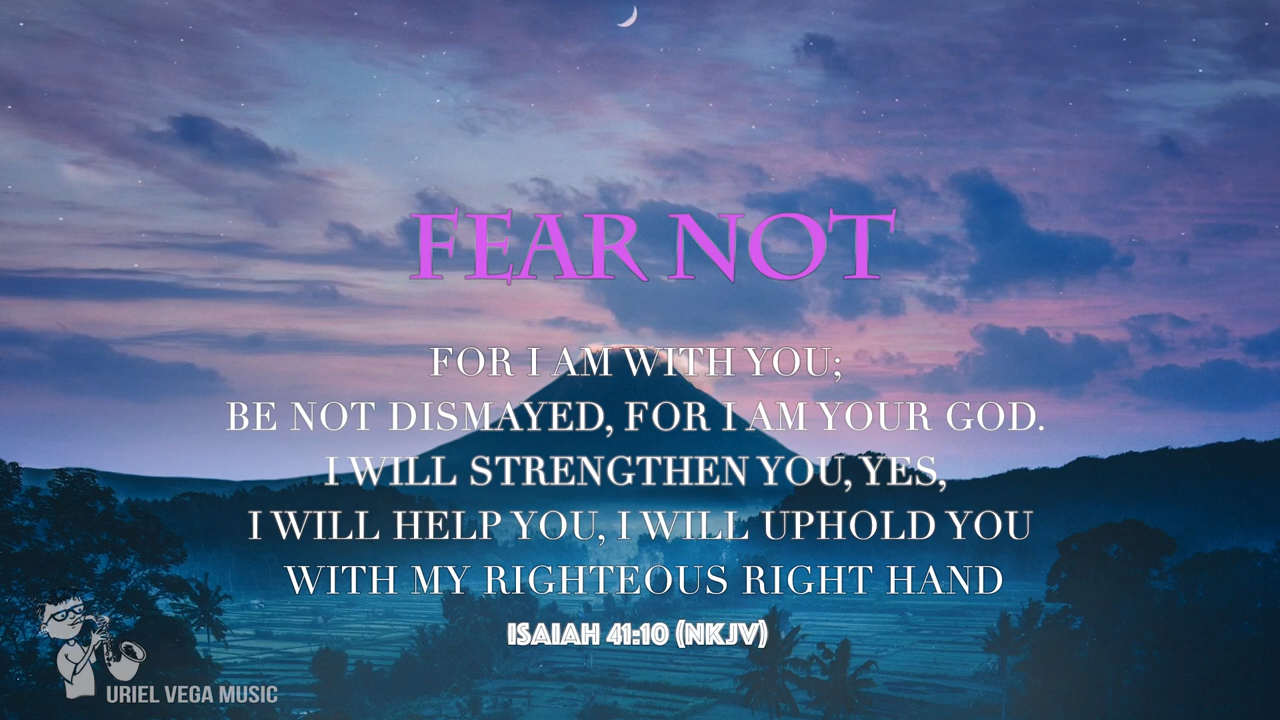 FEAR NOT
FOR I AM WITH YOU;
BE NOT DISMAYED, FOR I AM YOUR GOD.
I WILL STRENGTHEN YOU, YES,
I WILL HELP YOU, I WILL UPHOLD YOU
WITH MY RIGHTEOUS RIGHT HAND
ISAIAH 41:10 (NKJV)
URIEL VEGA MUSIC